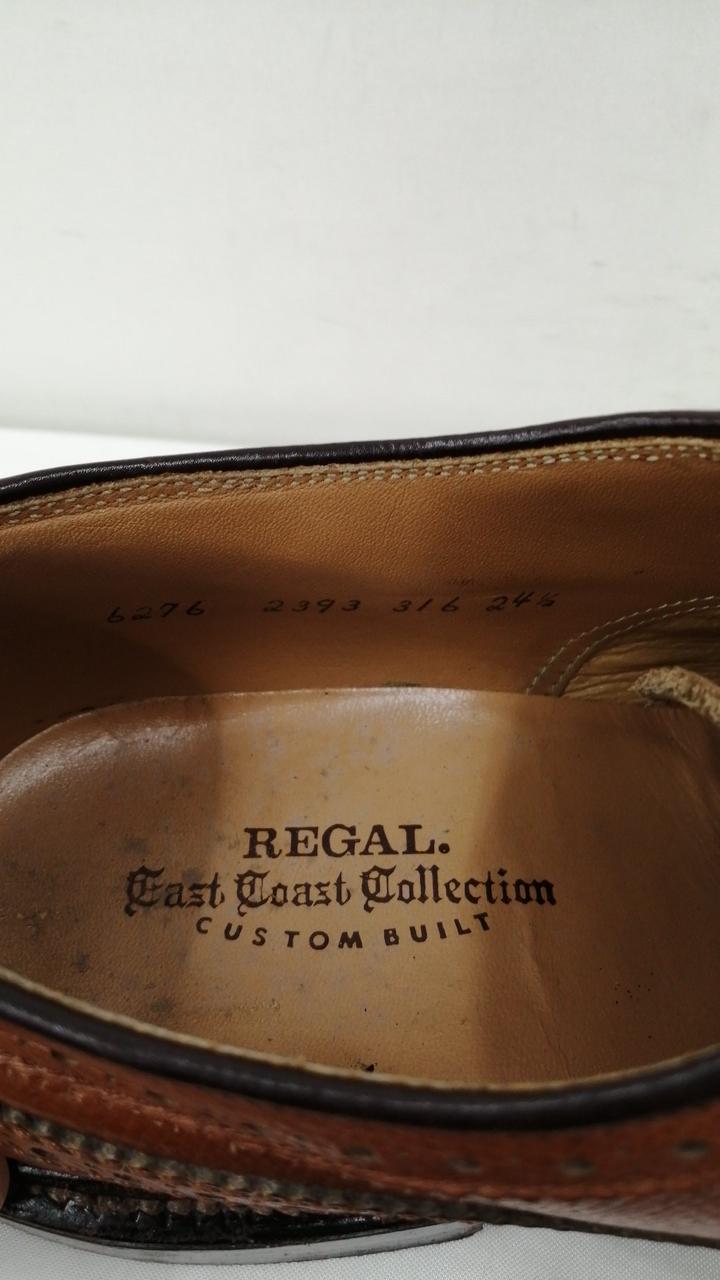 6276 2393 316 24½
REGAL.
East Coast Collection
CUSTOM BUILT